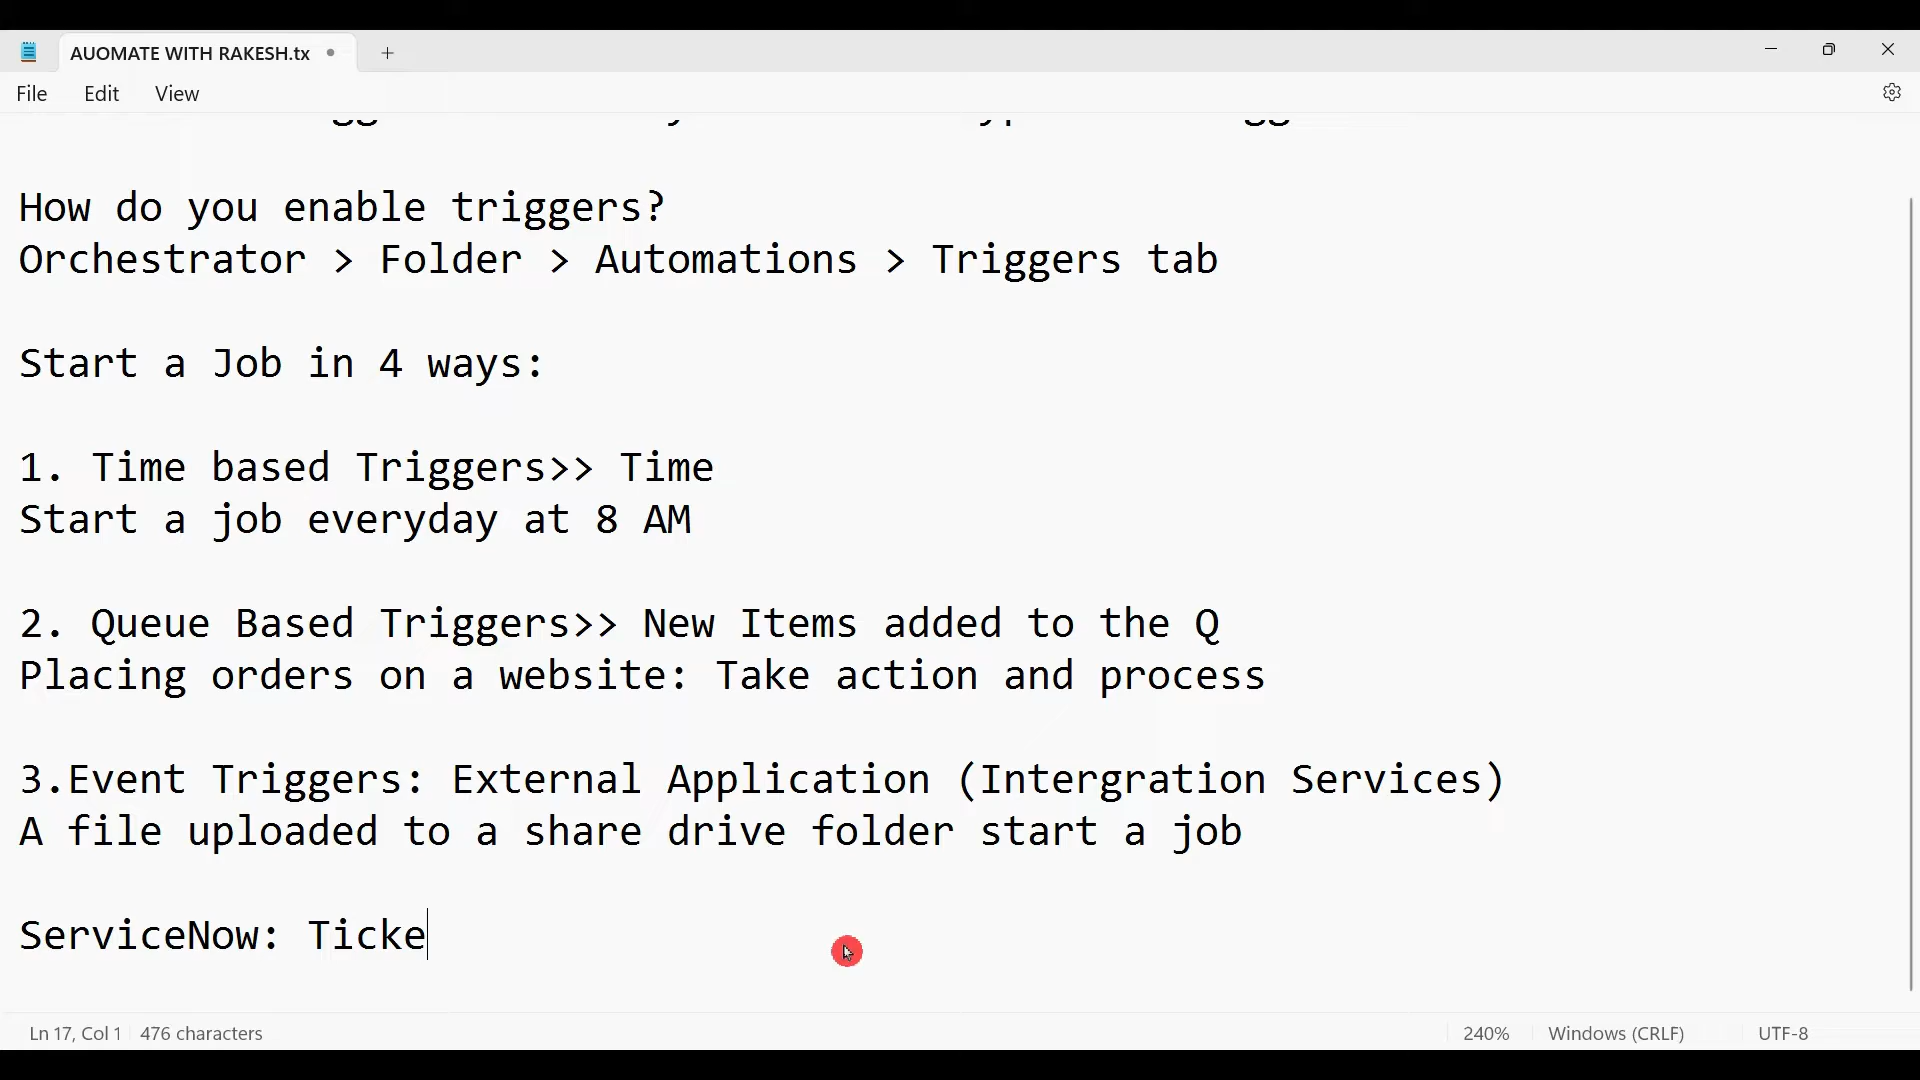 AUOMATE WITH RAKESH.tx
File Edit View
How do you enable triggers?
Orchestrator > Folder > Automations > Triggers tab
Start a Job in 4 ways:
1. Time based Triggers>> Time
Start a job everyday at 8 AM
2. Queue Based Triggers>> New Items added to the Q
Placing orders on a website: Take action and process
3.Event Triggers: External Application (Intergration Services)
A file uploaded to a share drive folder start a job
ServiceNow: Ticke
Ln 17, Col 1 476 characters 240% Windows (CRLF) UTF-8